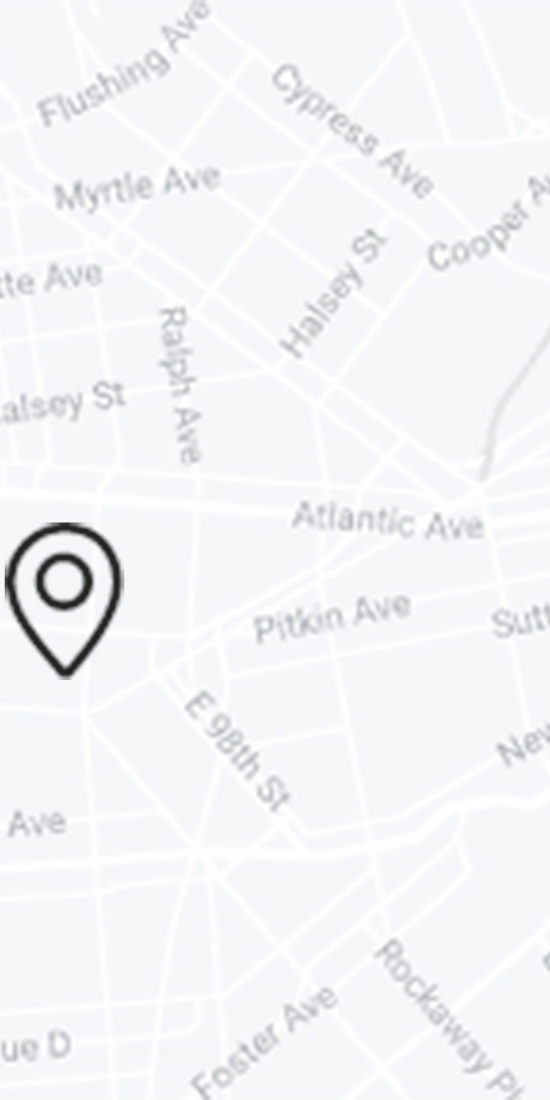 Flushing Ave
Cypress Ave
Myrtle Ave
Cooper Av
tte Ave
Halsey St
Ralph Ave
alsey St
Atlantic Ave
Pitkin Ave
Sutt
E 98th St
New
Ave
Rockaway
Foster Ave
ue D